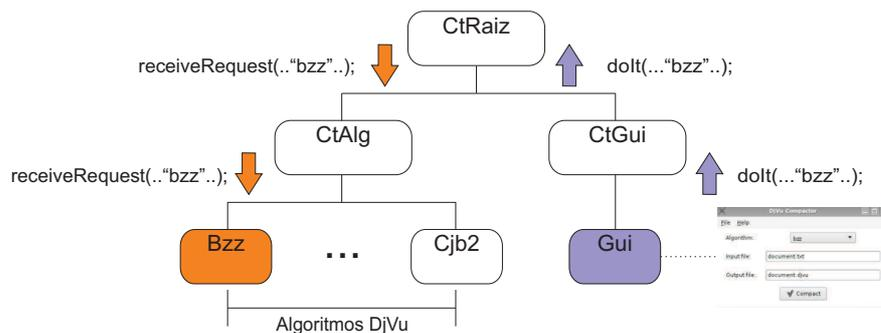 CtRaiz
receiveRequest(..“bzz”..);
doIt(...“bzz”..);
CtAlg
CtGui
receiveRequest(..“bzz”..);
doIt(...“bzz”..);
Bzz
...
Cjb2
Gui
DjVu Compactor
File Help
Algorithm: bzz
Input file: document.txt
Output file: document.djvu
Compact
Algoritmos DjVu